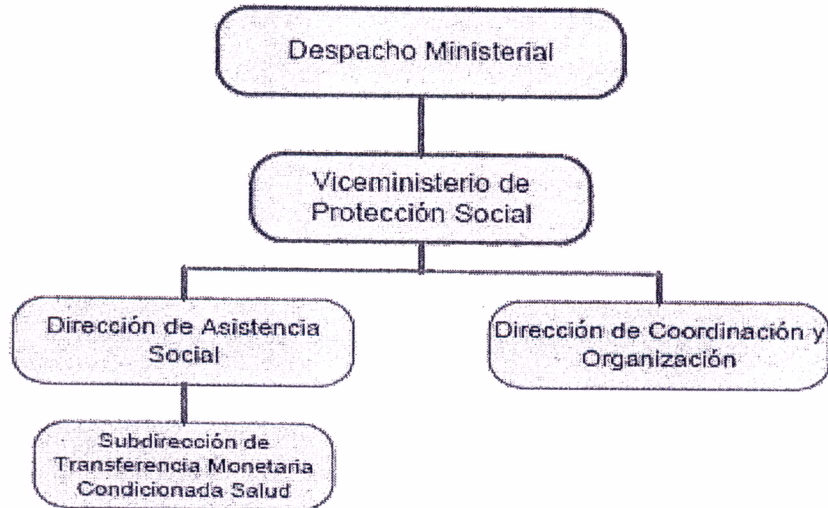 Despacho Ministerial
Viceministerio de
Protección Social
Dirección de Asistencia
Social
Dirección de Coordinación y
Organización
Subdirección de
Transferencia Monetaria
Condicionada Salud